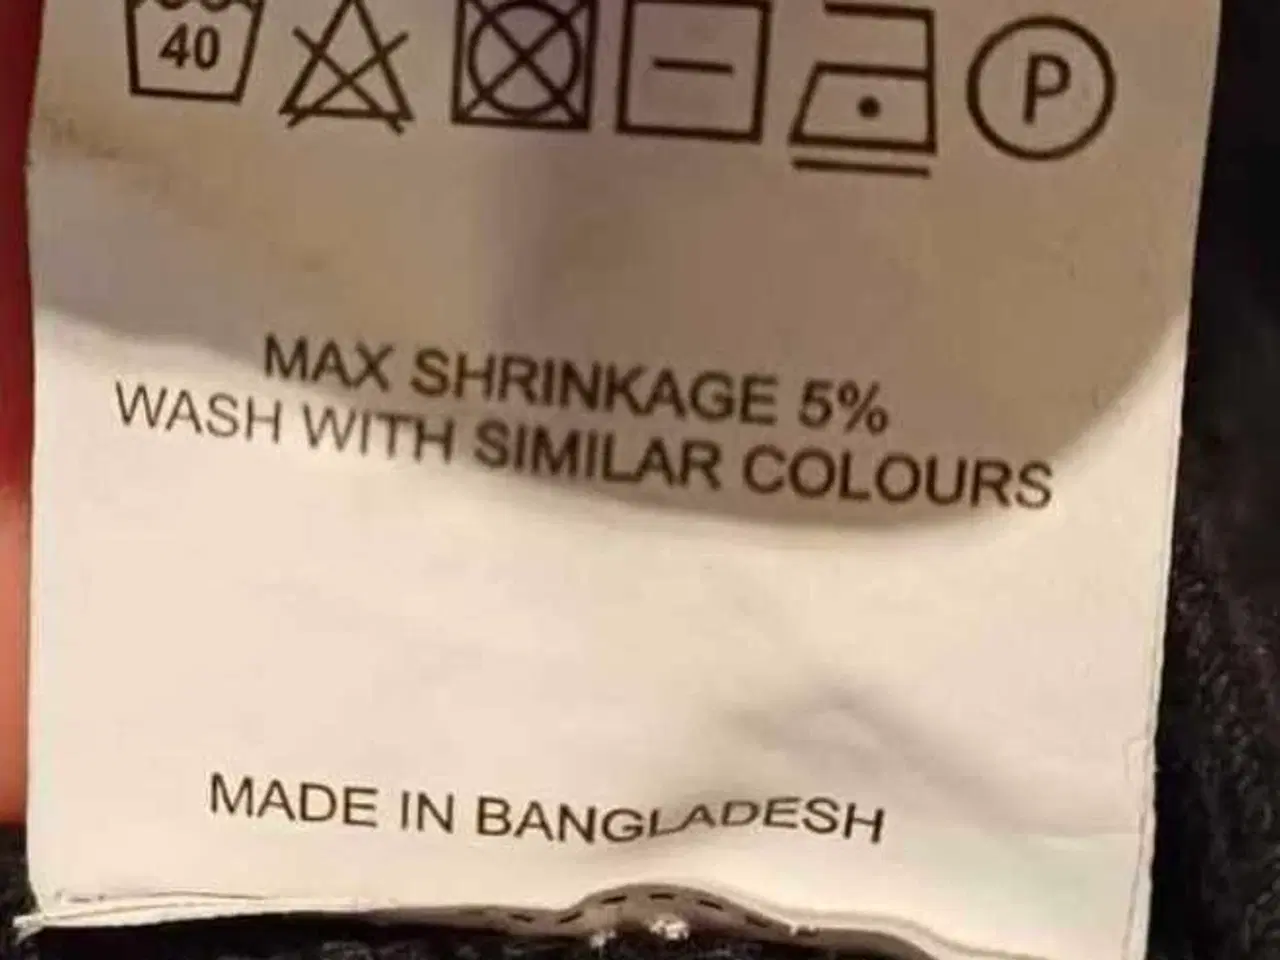 40 P
MAX SHRINKAGE 5%
WASH WITH SIMILAR COLOURS
MADE IN BANGLADESH